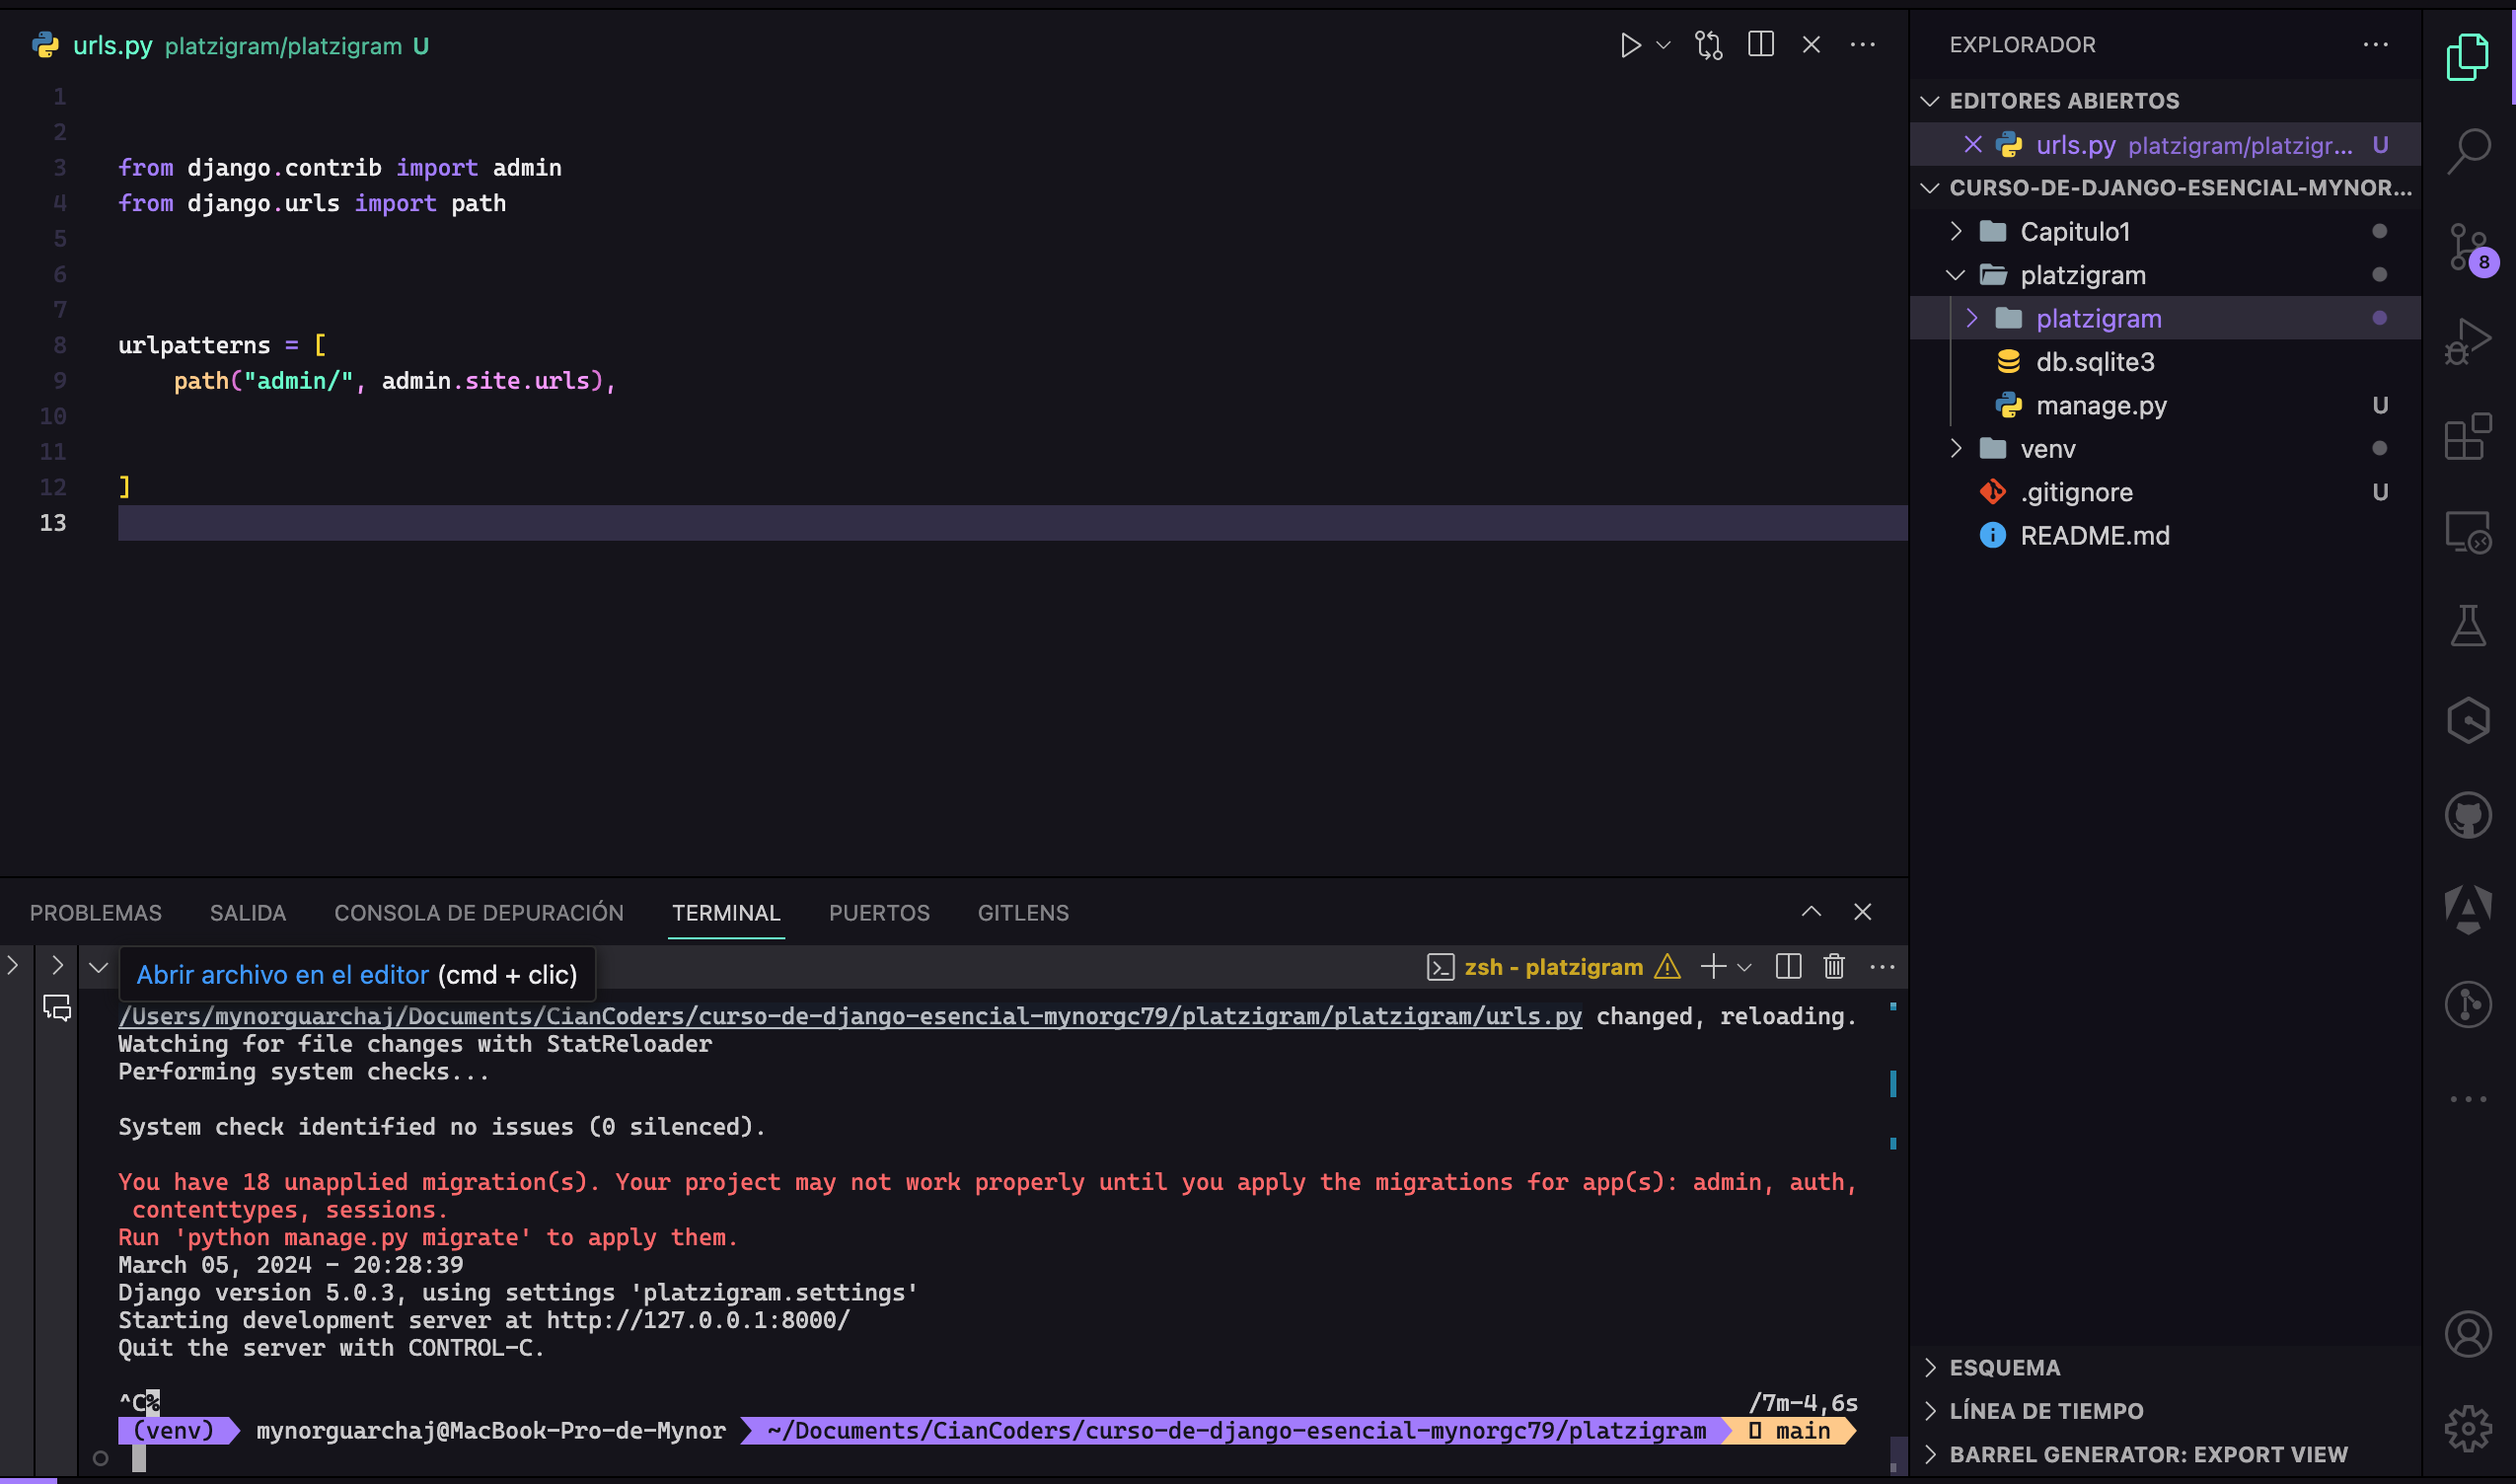 urls.py platzigram/platzigram U
1
2
3 from django.contrib import admin
4 from django.urls import path
5
6
7
8 urlpatterns = [
9     path("admin/", admin.site.urls),
10
11
12 ]
13
EXPLORADOR
EDITORES ABIERTOS
urls.py platzigram/platzigr... U
CURSO-DE-DJANGO-ESENCIAL-MYNOR...
Capitulo1
platzigram
platzigram
db.sqlite3
manage.py U
venv
.gitignore U
README.md
8
PROBLEMAS SALIDA CONSOLA DE DEPURACIÓN TERMINAL PUERTOS GITLENS
Abrir archivo en el editor (cmd + clic)
zsh - platzigram
/Users/mynorguarchaj/Documents/CianCoders/curso-de-django-esencial-mynorgc79/platzigram/platzigram/urls.py changed, reloading.
Watching for file changes with StatReloader
Performing system checks...
System check identified no issues (0 silenced).
You have 18 unapplied migration(s). Your project may not work properly until you apply the migrations for app(s): admin, auth,
contenttypes, sessions.
Run 'python manage.py migrate' to apply them.
March 05, 2024 - 20:28:39
Django version 5.0.3, using settings 'platzigram.settings'
Starting development server at http://127.0.0.1:8000/
Quit the server with CONTROL-C.
^C% /7m-4,6s
(venv) mynorguarchaj@MacBook-Pro-de-Mynor ~/Documents/CianCoders/curso-de-django-esencial-mynorgc79/platzigram main
ESQUEMA
LÍNEA DE TIEMPO
BARREL GENERATOR: EXPORT VIEW